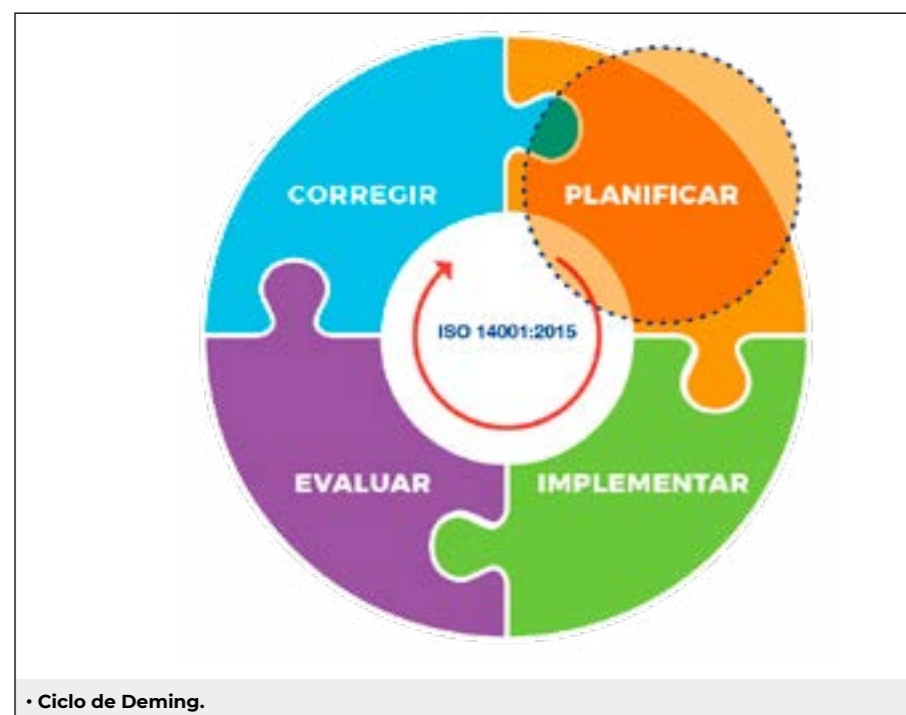 CORREGIR
PLANIFICAR
ISO 14001:2015
EVALUAR
IMPLEMENTAR
• Ciclo de Deming.